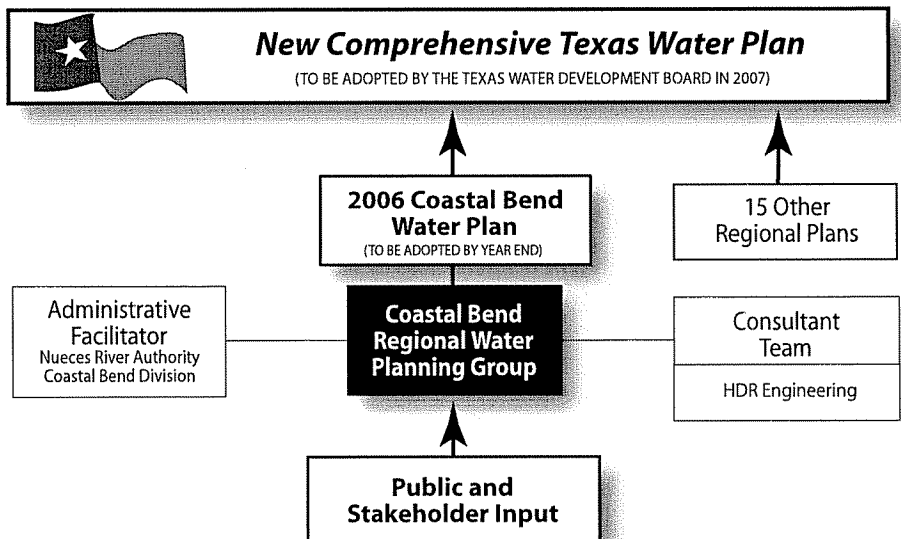 New Comprehensive Texas Water Plan
(TO BE ADOPTED BY THE TEXAS WATER DEVELOPMENT BOARD IN 2007)
2006 Coastal Bend
Water Plan
(TO BE ADOPTED BY YEAR END)
15 Other
Regional Plans
Administrative
Facilitator
Nueces River Authority
Coastal Bend Division
Coastal Bend
Regional Water
Planning Group
Consultant
Team
HDR Engineering
Public and
Stakeholder Input